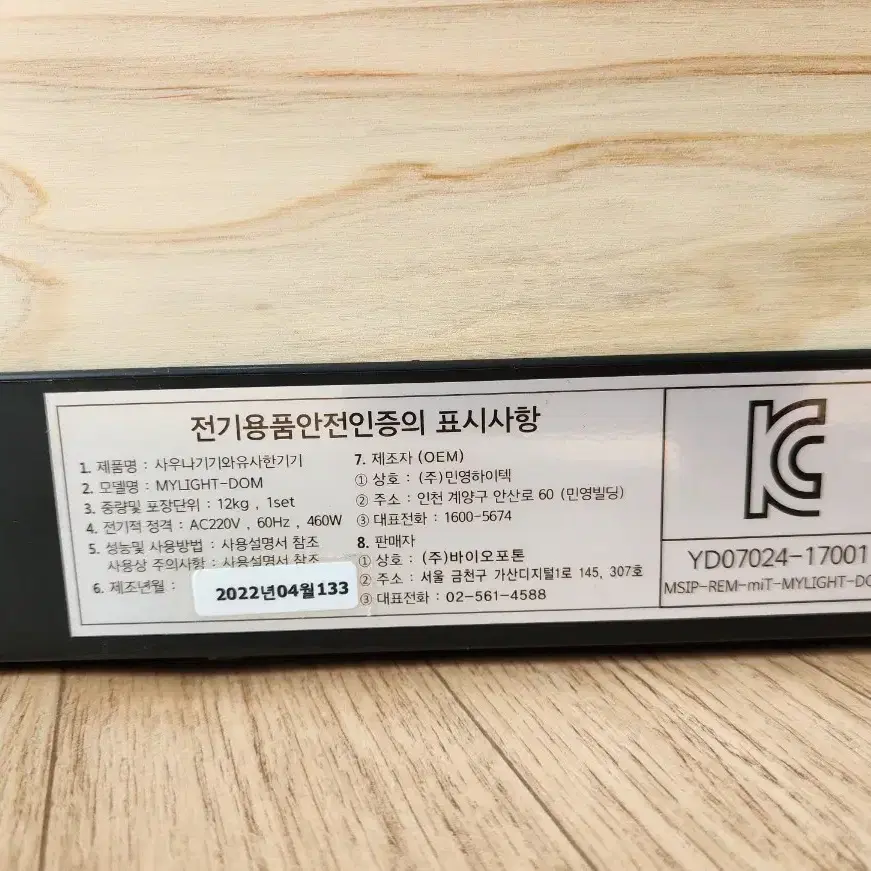 전기용품안전인증의 표시사항
1. 제품명 : 사우나기기와유사한기기
2. 모델명 : MYLIGHT-DOM
3. 중량및 포장단위 : 12kg , 1set
4. 전기적 정격 : AC220V , 60Hz , 460W
5. 성능및 사용방법 : 사용설명서 참조
사용상 주의사항 : 사용설명서 참조
6. 제조년월 :
2022년04월133
7. 제조자 (OEM)
① 상호 : (주)민영하이텍
② 주소 : 인천 계양구 안산로 60 (민영빌딩)
③ 대표전화 : 1600-5674
8. 판매자
① 상호 : (주)바이오포톤
② 주소 : 서울 금천구 가산디지털1로 145, 307호
③ 대표전화 : 02-561-4588
KC
YD07024-17001
MSIP-REM-miT-MYLIGHT-DO